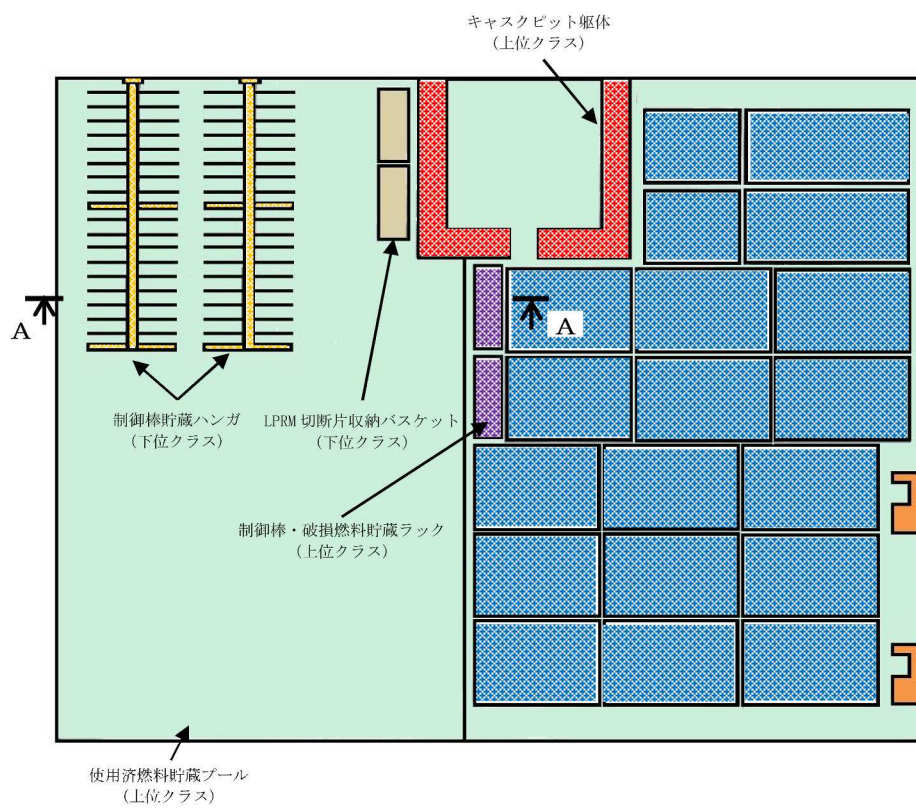 キャスクピット躯体
(上位クラス)
A
A
制御棒貯蔵ハンガ
(下位クラス)
LPRM 切断片収納バスケット
(下位クラス)
制御棒・破損燃料貯蔵ラック
(上位クラス)
使用済燃料貯蔵プール
(上位クラス)